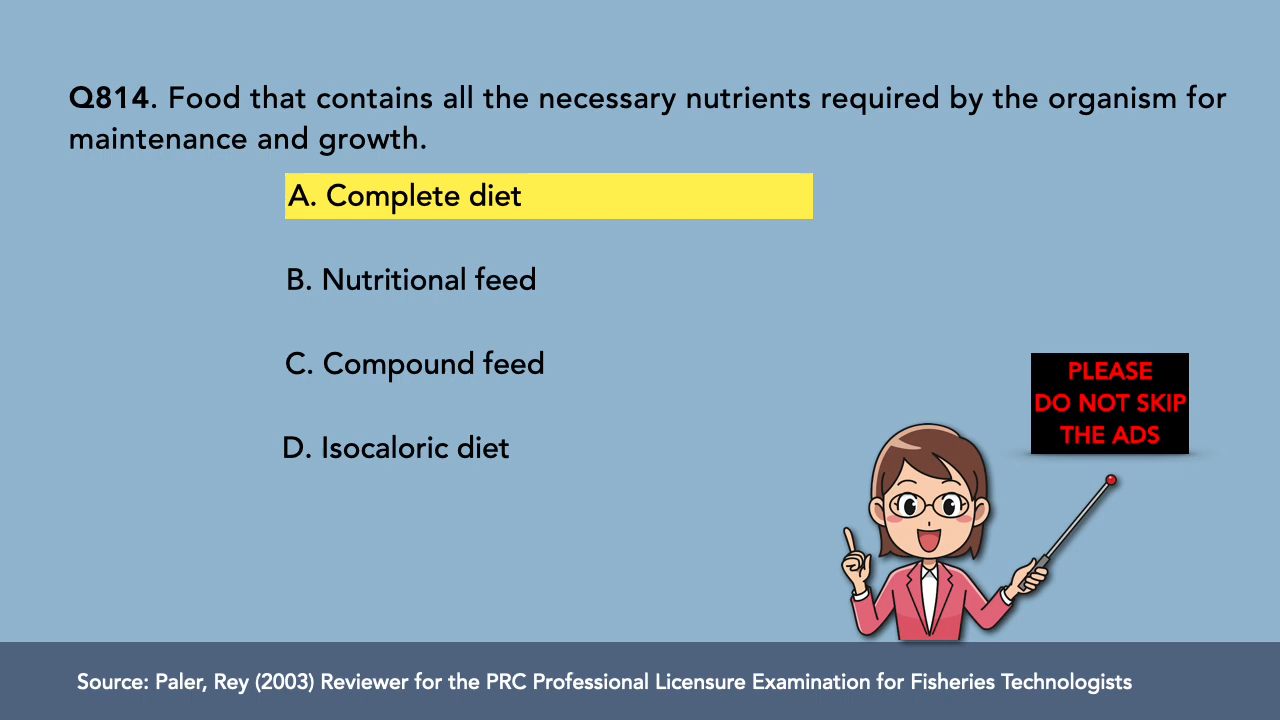 Q814. Food that contains all the necessary nutrients required by the organism for
maintenance and growth.
A. Complete diet
B. Nutritional feed
C. Compound feed
D. Isocaloric diet
PLEASE
DO NOT SKIP
THE ADS
Source: Paler, Rey (2003) Reviewer for the PRC Professional Licensure Examination for Fisheries Technologists